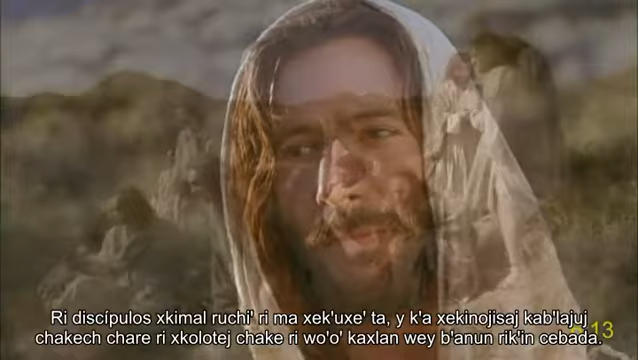 Ri discípulos xkimal ruchi' ri ma xek'uxe' ta, y k'a xekinojisaj kab'lajuj
chakech chare ri xkolotej chake ri wo'o' kaxlan wey b'anun rik'in cebada.
:13